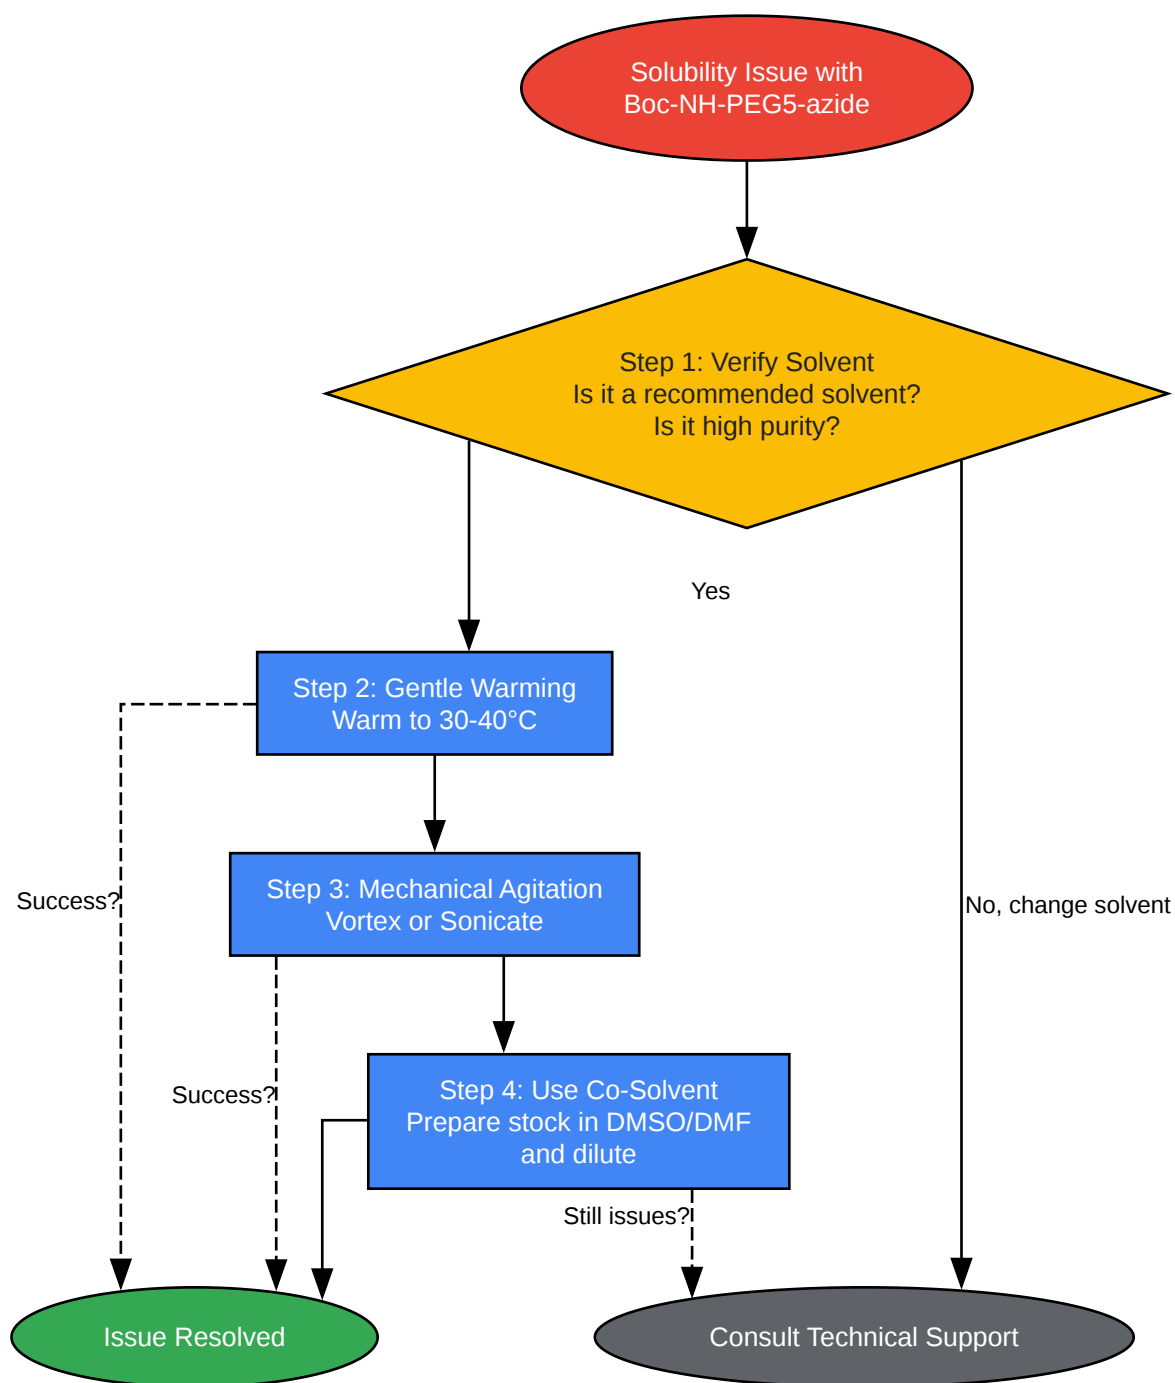 Solubility Issue with
Boc-NH-PEG5-azide
Step 1: Verify Solvent
Is it a recommended solvent?
Is it high purity?
Yes
Step 2: Gentle Warming
Warm to 30-40°C
Step 3: Mechanical Agitation
Vortex or Sonicate
Success?
No, change solvent
Success?
Step 4: Use Co-Solvent
Prepare stock in DMSO/DMF
and dilute
Still issues?
Issue Resolved
Consult Technical Support